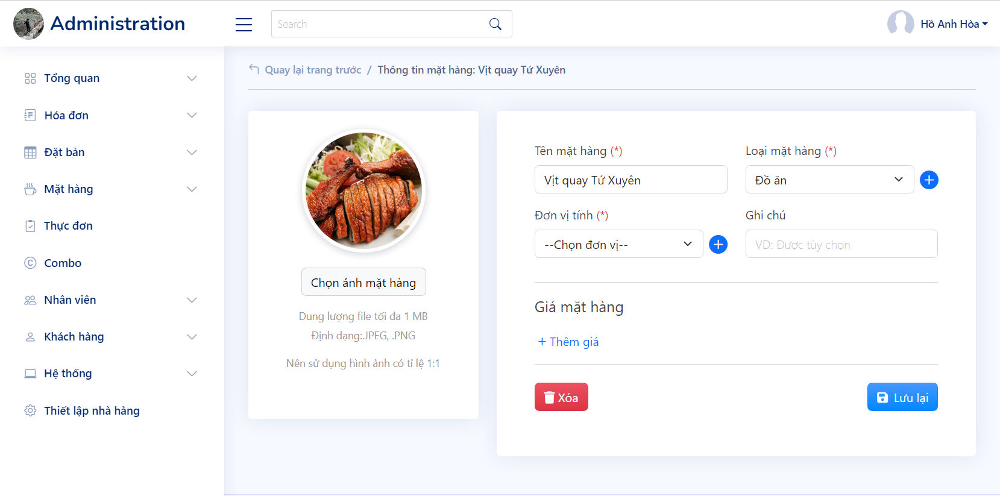 Administration
Search
Hồ Anh Hòa
Tổng quan
Hóa đơn
Đặt bàn
Mặt hàng
Thực đơn
Combo
Nhân viên
Khách hàng
Hệ thống
Thiết lập nhà hàng
Quay lại trang trước / Thông tin mặt hàng: Vịt quay Tứ Xuyên
Chọn ảnh mặt hàng
Dung lượng file tối đa 1 MB
Định dạng:.JPEG, .PNG
Nên sử dụng hình ảnh có tỉ lệ 1:1
Tên mặt hàng (*)
Loại mặt hàng (*)
Vịt quay Tứ Xuyên
Đồ ăn
Đơn vị tính (*)
Ghi chú
--Chọn đơn vị--
VD: Được tùy chọn
Giá mặt hàng
+ Thêm giá
Xóa
Lưu lại